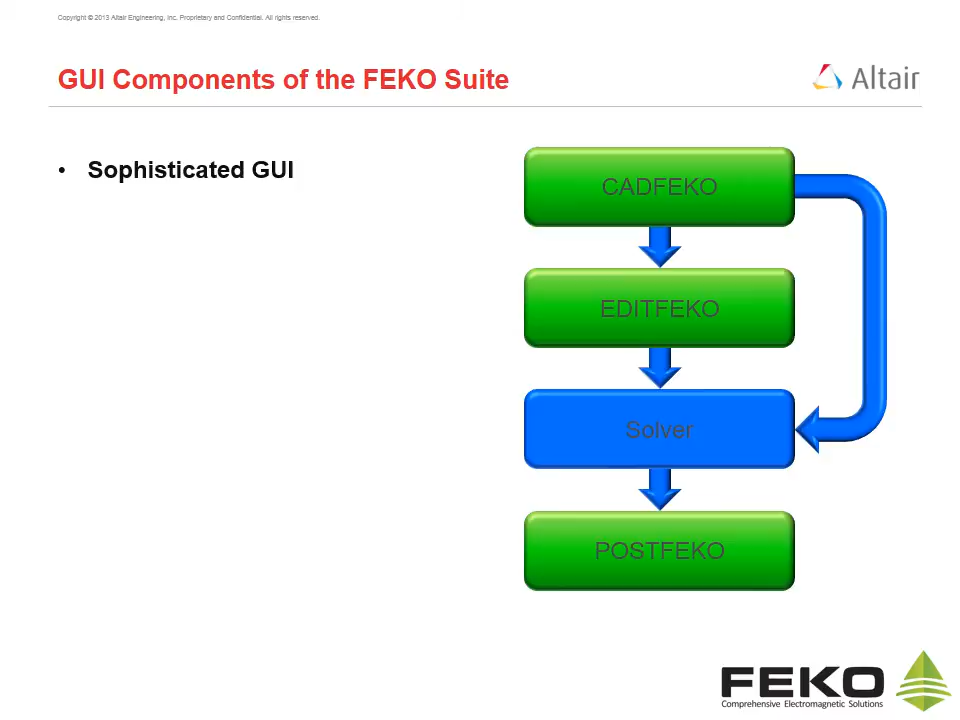 Copyright © 2013 Altair Engineering, Inc. Proprietary and Confidential. All rights reserved.
GUI Components of the FEKO Suite
Altair
• Sophisticated GUI
CADFEKO
EDITFEKO
Solver
POSTFEKO
FEKO
Comprehensive Electromagnetic Solutions